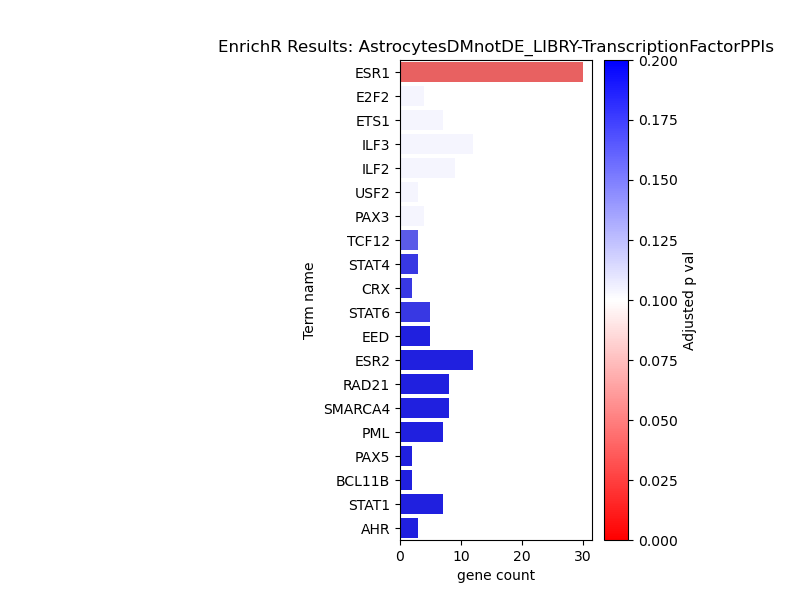 EnrichR Results: AstrocytesDMnotDE_LIBRY-TranscriptionFactorPPIs
Term name
ESR1
E2F2
ETS1
ILF3
ILF2
USF2
PAX3
TCF12
STAT4
CRX
STAT6
EED
ESR2
RAD21
SMARCA4
PML
PAX5
BCL11B
STAT1
AHR
0 10 20 30
gene count
0.200
0.175
0.150
0.125
0.100
0.075
0.050
0.025
0.000
Adjusted p val